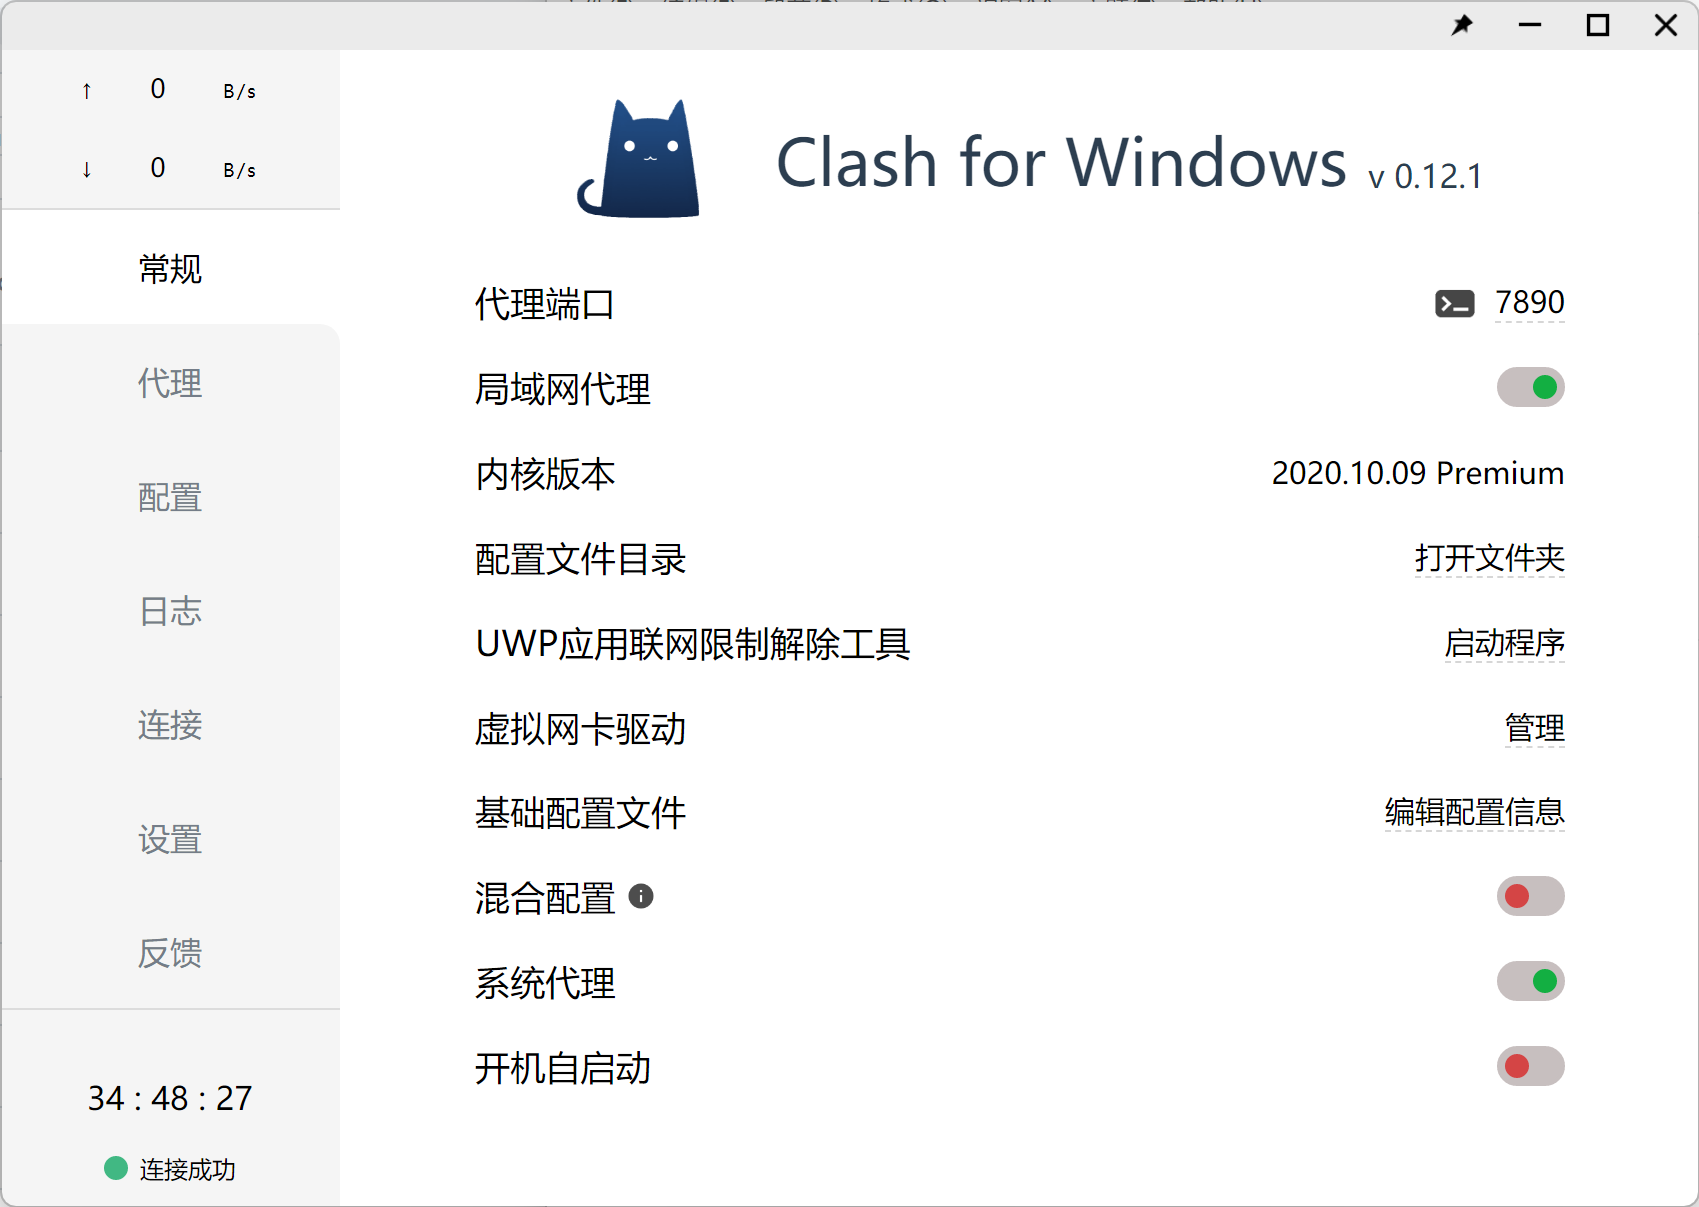 ↑ 0 B/s
↓ 0 B/s
常规
代理
配置
日志
连接
设置
反馈
34 : 48 : 27
连接成功
Clash for Windows v 0.12.1
代理端口 7890
局域网代理
内核版本 2020.10.09 Premium
配置文件目录 打开文件夹
UWP应用联网限制解除工具 启动程序
虚拟网卡驱动 管理
基础配置文件 编辑配置信息
混合配置
系统代理
开机自启动